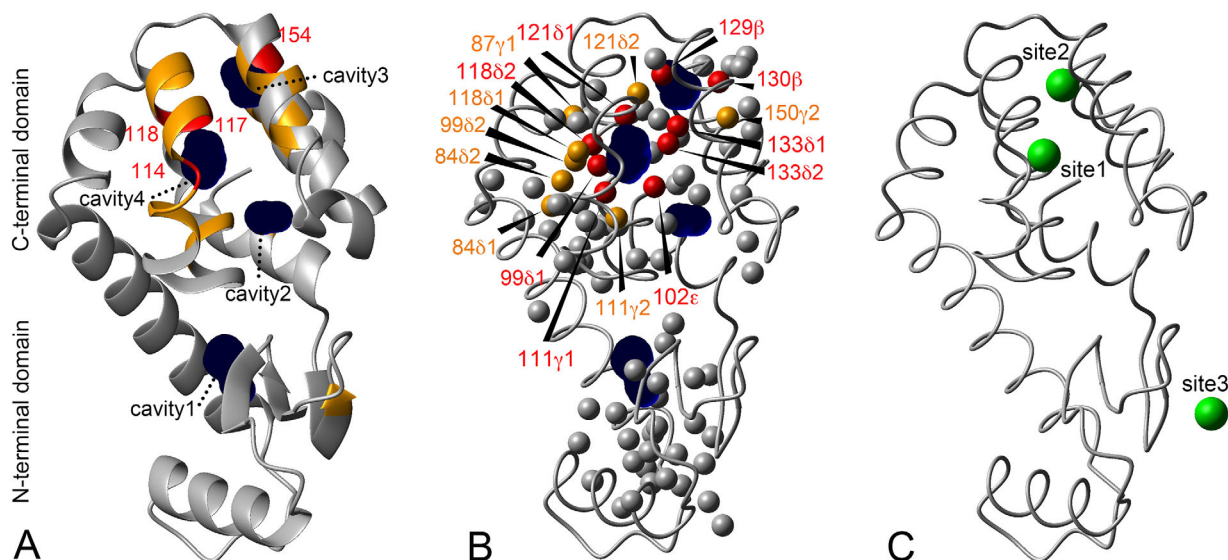 C-terminal domain
N-terminal domain
154
cavity3
118
117
114
cavity4
cavity2
cavity1
A
121δ1
121δ2
129β
87γ1
118δ2
130β
118δ1
150γ2
99δ2
133δ1
84δ2
133δ2
84δ1
99δ1
102ε
111γ2
111γ1
B
site2
site1
site3
C